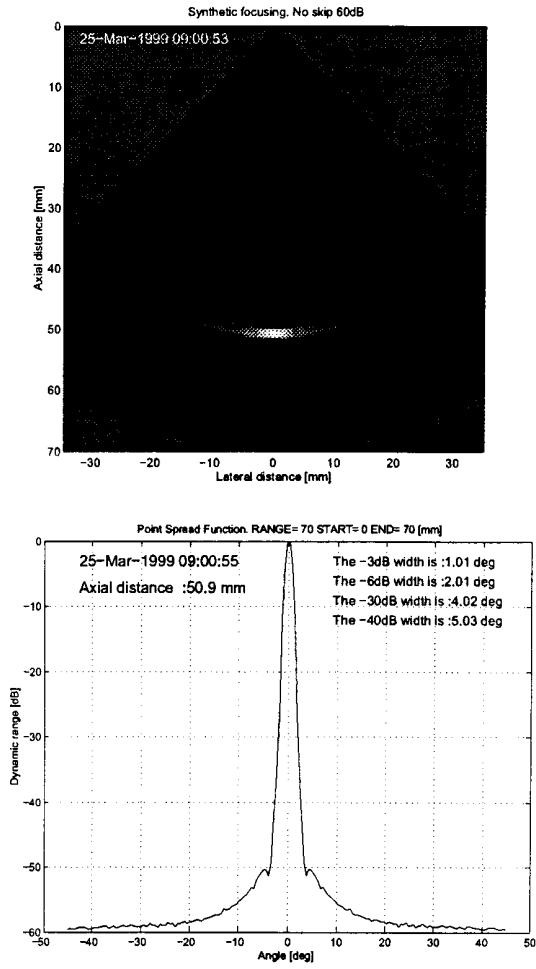 Synthetic focusing. No skip 60dB
25-Mar-1999 09:00:53
0
10
20
30
40
50
60
70
Axial distance [mm]
-30
-20
-10
0
10
20
30
Lateral distance [mm]
Point Spread Function. RANGE= 70 START= 0 END= 70 [mm]
25-Mar-1999 09:00:55
Axial distance :50.9 mm
The -3dB width is :1.01 deg
The -6dB width is :2.01 deg
The -30dB width is :4.02 deg
The -40dB width is :5.03 deg
0
-10
-20
-30
-40
-50
-60
Dynamic range [dB]
-50
-40
-30
-20
-10
0
10
20
30
40
50
Angle [deg]